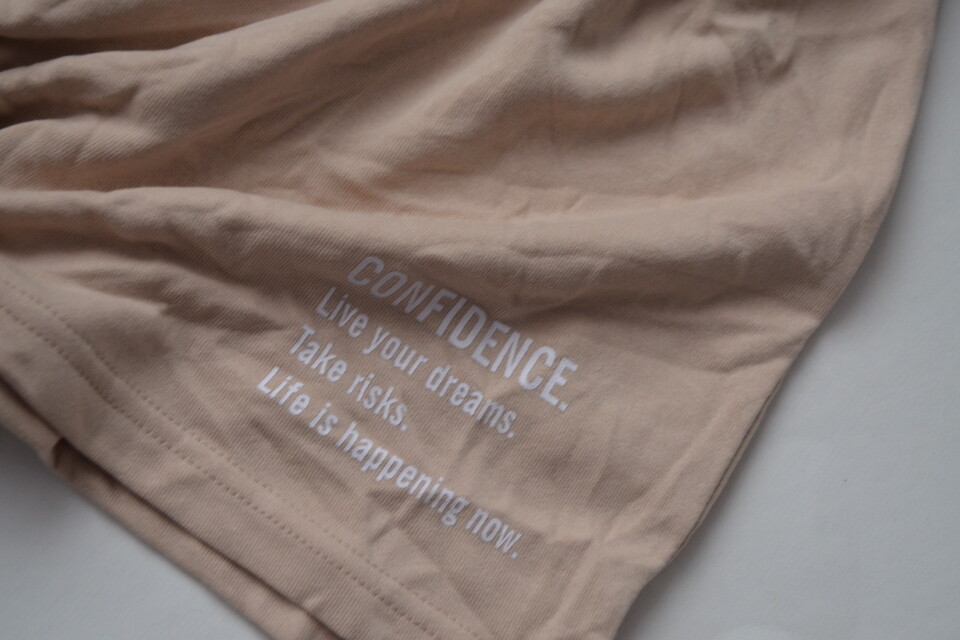 CONFIDENCE.
Live your dreams.
Take risks.
Life is happening now.